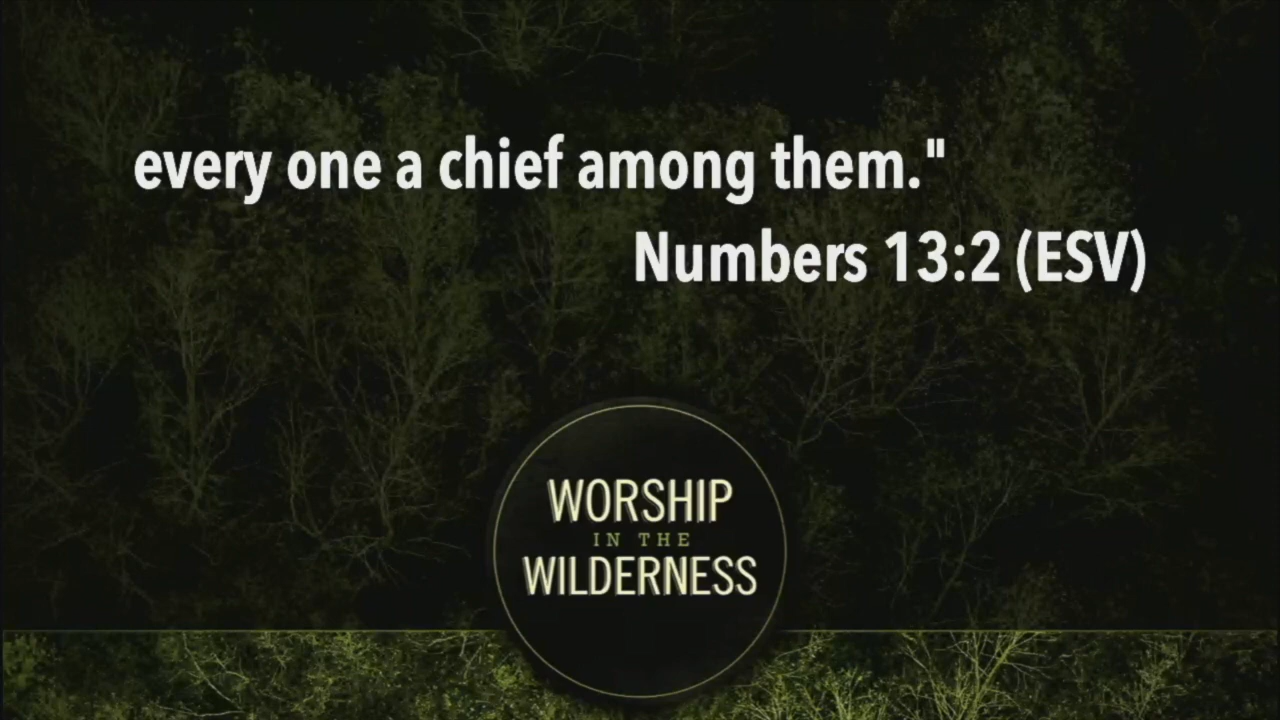 every one a chief among them."
Numbers 13:2 (ESV)
WORSHIP
IN THE
WILDERNESS